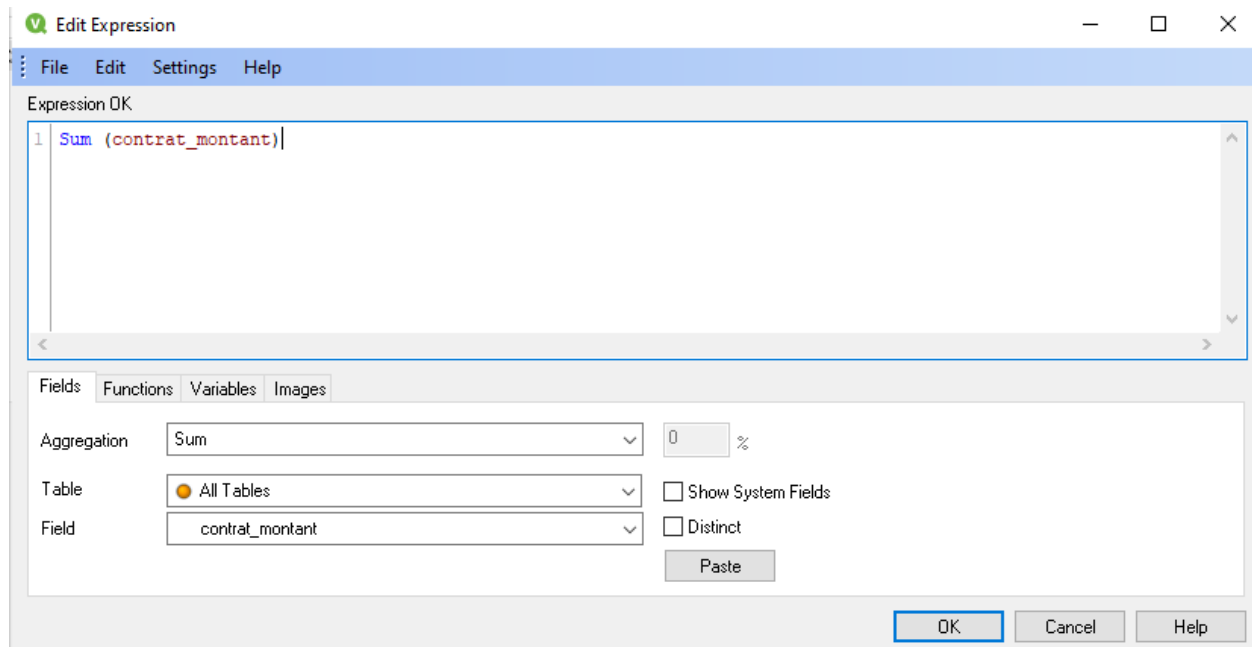 Edit Expression
File Edit Settings Help
Expression OK
1 Sum (contrat_montant)
Fields Functions Variables Images
Aggregation Sum 0 %
Table All Tables Show System Fields
Field contrat_montant Distinct
Paste
OK Cancel Help